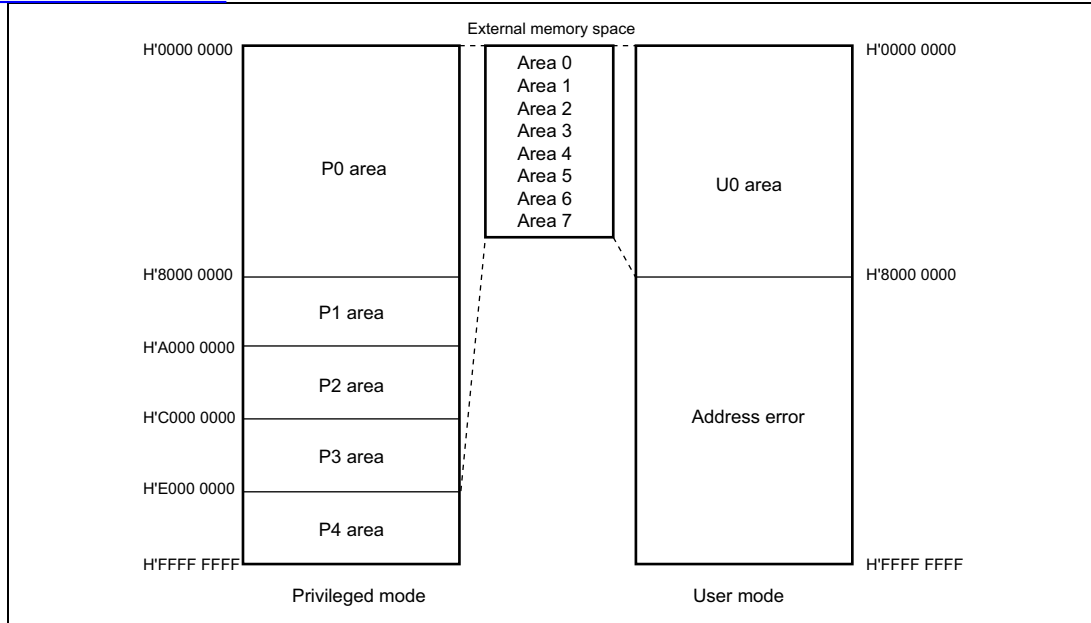 External memory space
H'0000 0000
H'0000 0000
Area 0
Area 1
Area 2
Area 3
Area 4
Area 5
Area 6
Area 7
P0 area
U0 area
H'8000 0000
H'8000 0000
P1 area
H'A000 0000
P2 area
H'C000 0000
Address error
P3 area
H'E000 0000
P4 area
H'FFFF FFFF
H'FFFF FFFF
Privileged mode
User mode